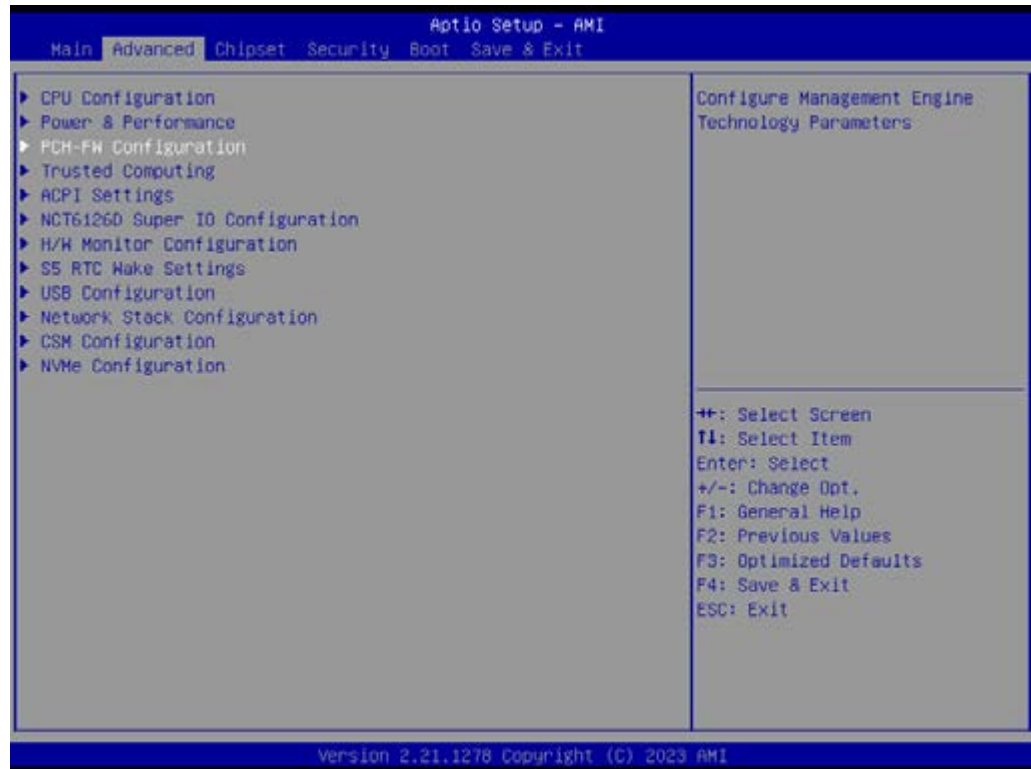 Aptio Setup – AMI
Main Advanced Chipset Security Boot Save & Exit
► CPU Configuration
► Power & Performance
► PCH-FW Configuration
► Trusted Computing
► ACPI Settings
► NCT6126D Super IO Configuration
► H/W Monitor Configuration
► S5 RTC Wake Settings
► USB Configuration
► Network Stack Configuration
► CSM Configuration
► NVMe Configuration
Configure Management Engine
Technology Parameters
→←: Select Screen
↑↓: Select Item
Enter: Select
+/-: Change Opt.
F1: General Help
F2: Previous Values
F3: Optimized Defaults
F4: Save & Exit
ESC: Exit
Version 2.21.1278 Copyright (C) 2023 AMI